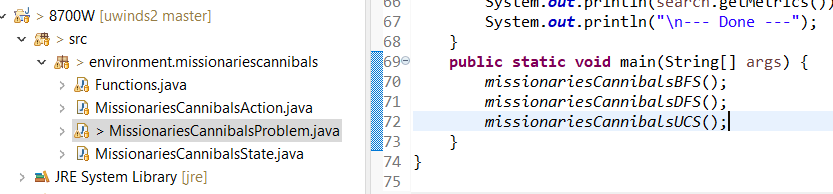 > 8700W [uwinds2 master]
> src
> environment.missionariescannibals
> Functions.java
> MissionariesCannibalsAction.java
> > MissionariesCannibalsProblem.java
> MissionariesCannibalsState.java
> JRE System Library [jre]
66 System.out.println(search.getMetrics())
67 System.out.println("\n--- Done ---");
68 }
69 public static void main(String[] args) {
70 missionariesCannibalsBFS();
71 missionariesCannibalsDFS();
72 missionariesCannibalsUCS();
73 }
74 }
75